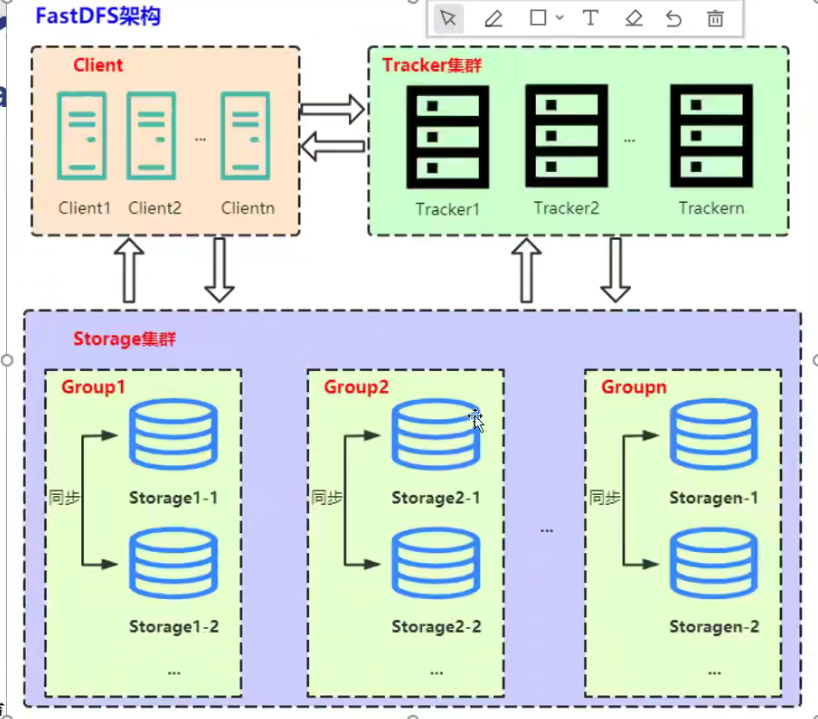 FastDFS架构
Client
Tracker集群
...
...
Client1 Client2 Clientn
Tracker1 Tracker2 Trackern
Storage集群
Group1
Group2
Groupn
同步
Storage1-1
同步
Storage2-1
同步
Storagen-1
...
Storage1-2
Storage2-2
Storagen-2
...
...
...